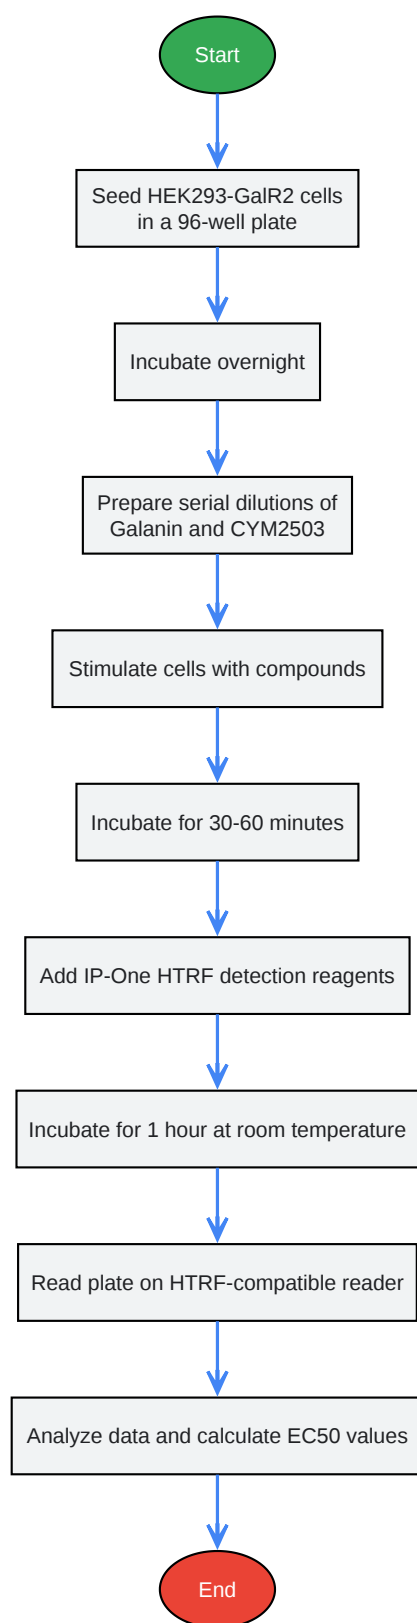 Start
Seed HEK293-GalR2 cells
in a 96-well plate
Incubate overnight
Prepare serial dilutions of
Galanin and CYM2503
Stimulate cells with compounds
Incubate for 30-60 minutes
Add IP-One HTRF detection reagents
Incubate for 1 hour at room temperature
Read plate on HTRF-compatible reader
Analyze data and calculate EC50 values
End